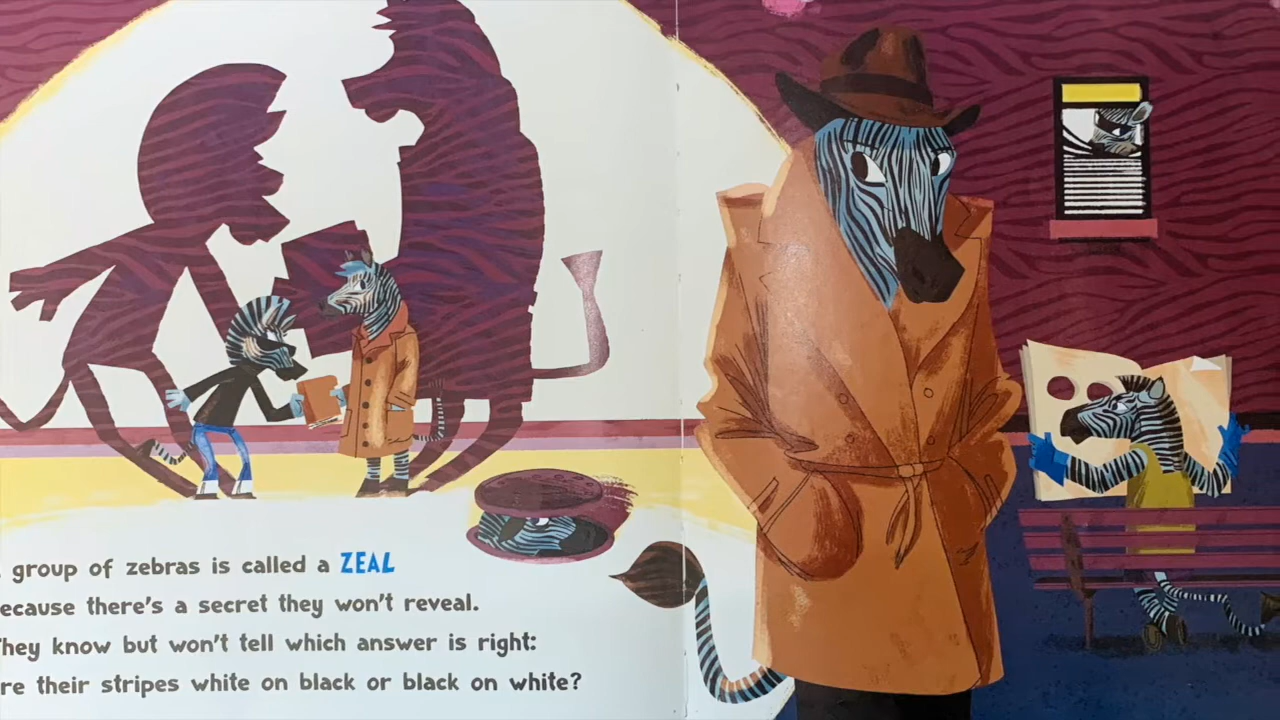 group of zebras is called a ZEAL
ecause there's a secret they won't reveal.
They know but won't tell which answer is right:
re their stripes white on black or black on white?